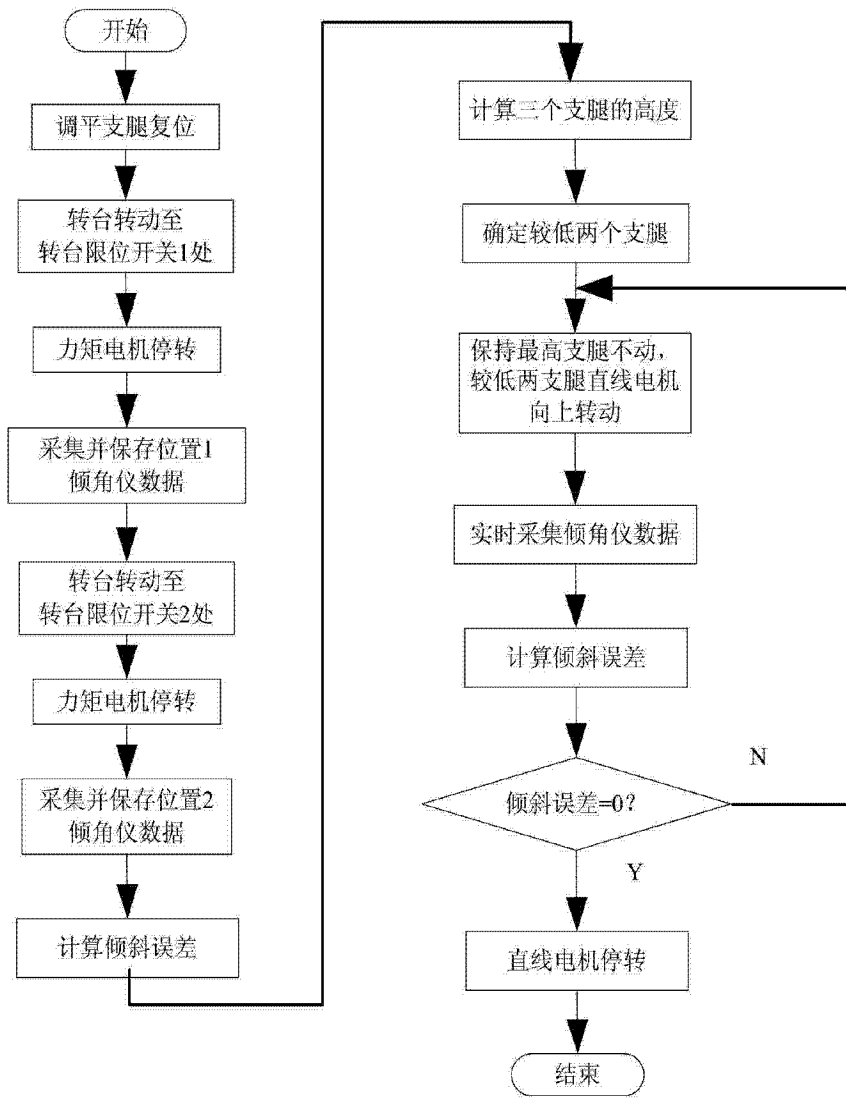 开始
调平支腿复位
转台转动至
转台限位开关1处
力矩电机停转
采集并保存位置1
倾角仪数据
转台转动至
转台限位开关2处
力矩电机停转
采集并保存位置2
倾角仪数据
计算倾斜误差
计算三个支腿的高度
确定较低两个支腿
保持最高支腿不动，
较低两支腿直线电机
向上转动
实时采集倾角仪数据
计算倾斜误差
倾斜误差=0?
N
Y
直线电机停转
结束